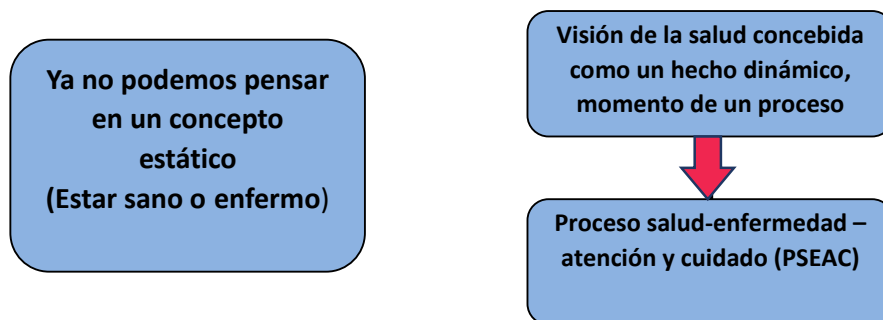 Ya no podemos pensar
en un concepto
estático
(Estar sano o enfermo)
Visión de la salud concebida
como un hecho dinámico,
momento de un proceso
Proceso salud-enfermedad –
atención y cuidado (PSEAC)